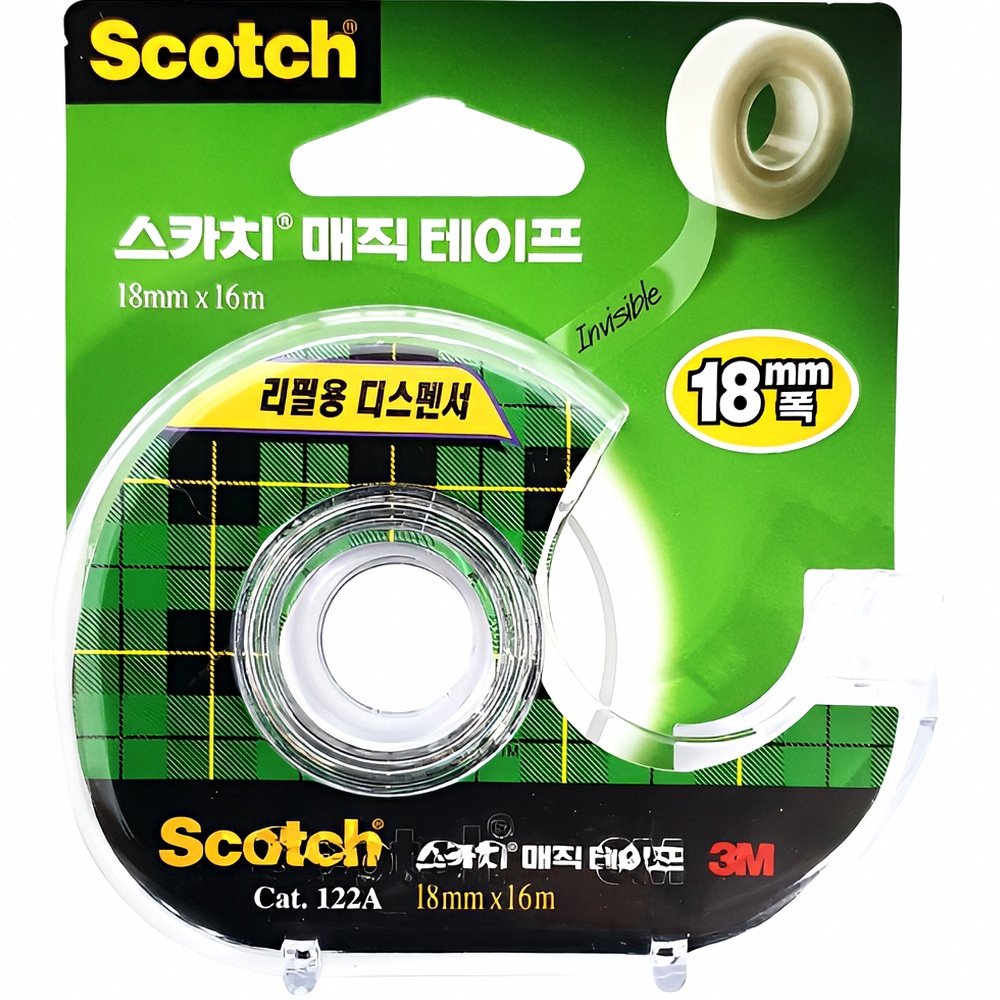 Scotch®
스카치® 매직 테이프
18mm x 16m
Invisible
18mm 폭
리필용 디스펜서
Scotch® 스카치® 매직 테이프 3M
Cat. 122A 18mm x 16m